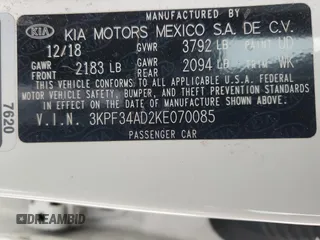 KIA KIA MOTORS MEXICO S.A. DE C.V.
12/18 GVWR 3792 LB PAINT UD
GAWR FRONT 2183 LB GAWR REAR 2094 LB TRIM WK
THIS VEHICLE CONFORMS TO ALL APPLICABLE U.S. FEDERAL
MOTOR VEHICLE SAFETY, BUMPER, AND THEFT PREVENTION
STANDARDS IN EFFECT ON THE DATE OF MANUFACTURE SHOWN ABOVE.
V.I.N. 3KPF34AD2KE070085
PASSENGER CAR
7620
DREAMBID